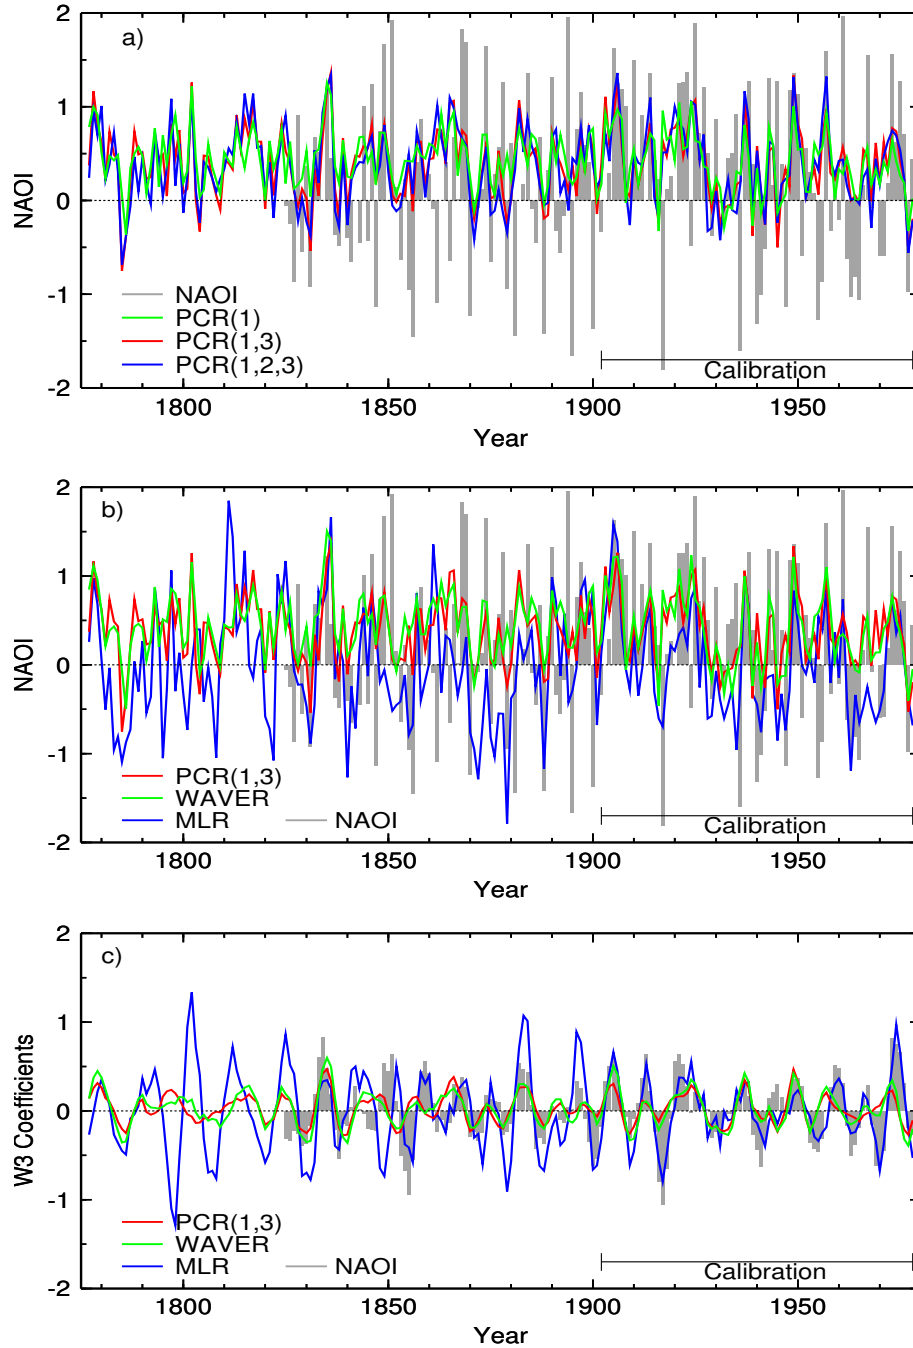 2
a)
1
NAOI
0
-1
NAOI
PCR(1)
PCR(1,3)
PCR(1,2,3)
Calibration
-2
1800 1850 1900 1950
Year
2
b)
1
NAOI
0
-1
PCR(1,3)
WAVER
MLR NAOI
Calibration
-2
1800 1850 1900 1950
Year
2
c)
1
W3 Coefficients
0
-1
PCR(1,3)
WAVER
MLR NAOI
Calibration
-2
1800 1850 1900 1950
Year